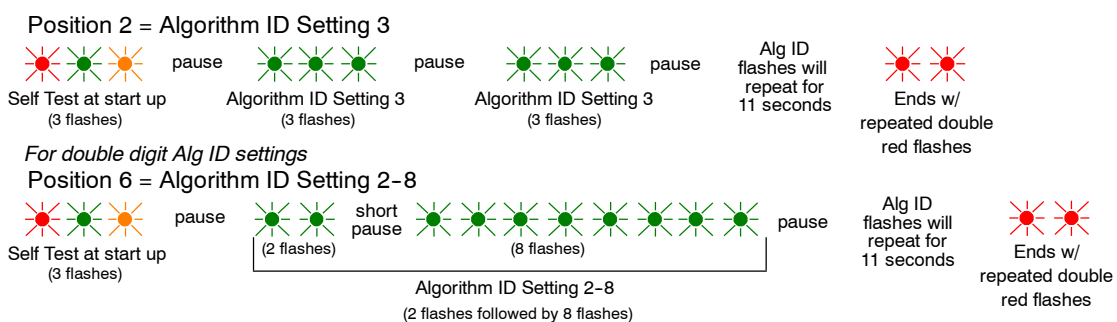 Position 2 = Algorithm ID Setting 3
pause
pause
pause
Alg ID
flashes will
repeat for
11 seconds
Self Test at start up
(3 flashes)
Algorithm ID Setting 3
(3 flashes)
Algorithm ID Setting 3
(3 flashes)
Ends w/
repeated double
red flashes
For double digit Alg ID settings
Position 6 = Algorithm ID Setting 2-8
pause
short
pause
pause
Alg ID
flashes will
repeat for
11 seconds
Self Test at start up
(3 flashes)
(2 flashes)
(8 flashes)
Algorithm ID Setting 2-8
(2 flashes followed by 8 flashes)
Ends w/
repeated double
red flashes